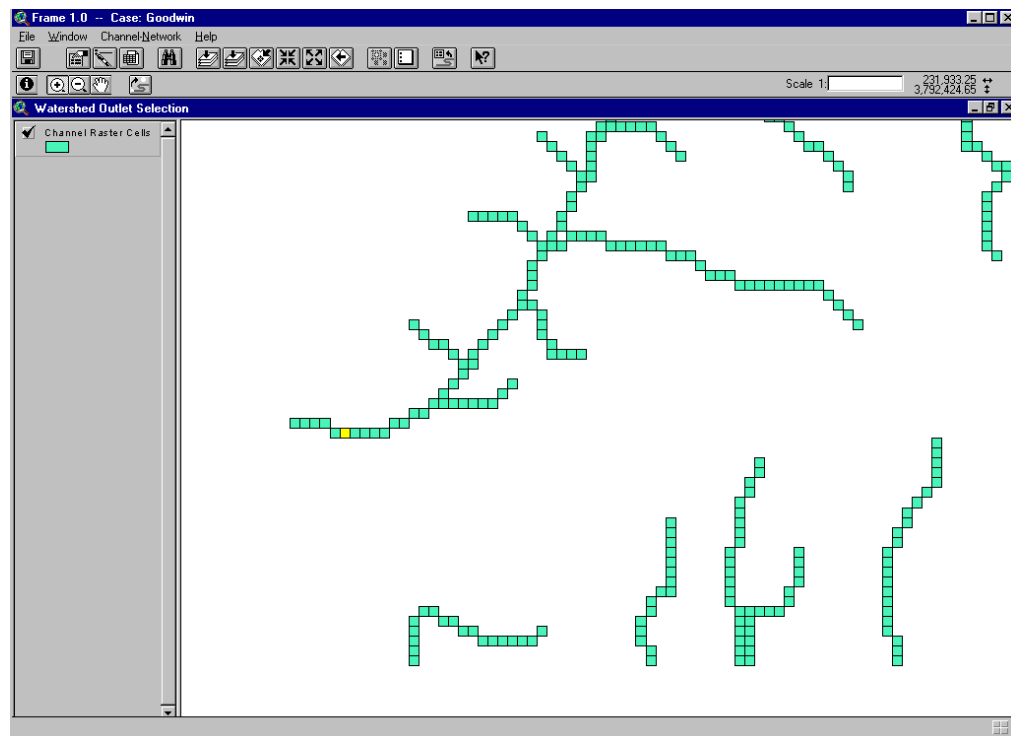 Frame 1.0 -- Case: Goodwin
File Window Channel-Network Help
Scale 1: 231,933.25
3,792,424.65
Watershed Outlet Selection
Channel Raster Cells